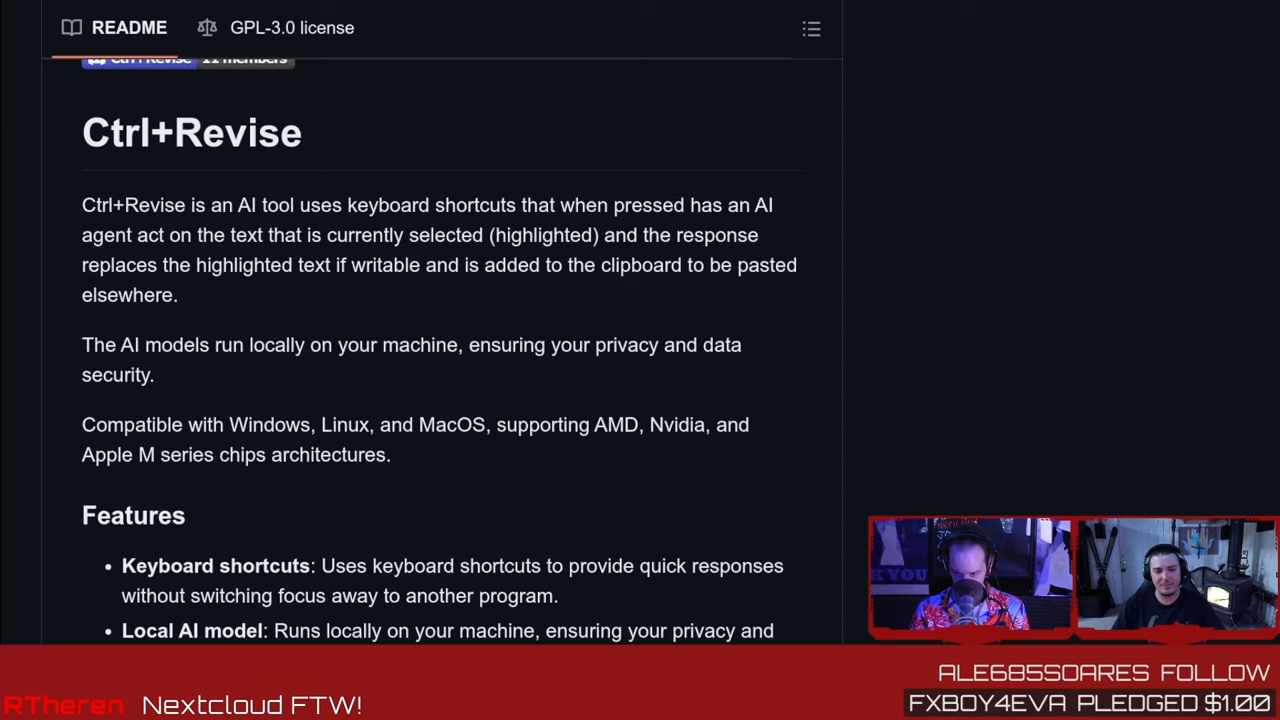 README
GPL-3.0 license
Ctrl+Revise 11 members
Ctrl+Revise
Ctrl+Revise is an AI tool uses keyboard shortcuts that when pressed has an AI
agent act on the text that is currently selected (highlighted) and the response
replaces the highlighted text if writable and is added to the clipboard to be pasted
elsewhere.
The AI models run locally on your machine, ensuring your privacy and data
security.
Compatible with Windows, Linux, and MacOS, supporting AMD, Nvidia, and
Apple M series chips architectures.
Features
• Keyboard shortcuts: Uses keyboard shortcuts to provide quick responses
without switching focus away to another program.
• Local AI model: Runs locally on your machine, ensuring your privacy and
ALE685SOARES FOLLOW
RTheren Nextcloud FTW!
FXBOY4EVA PLEDGED $1.00